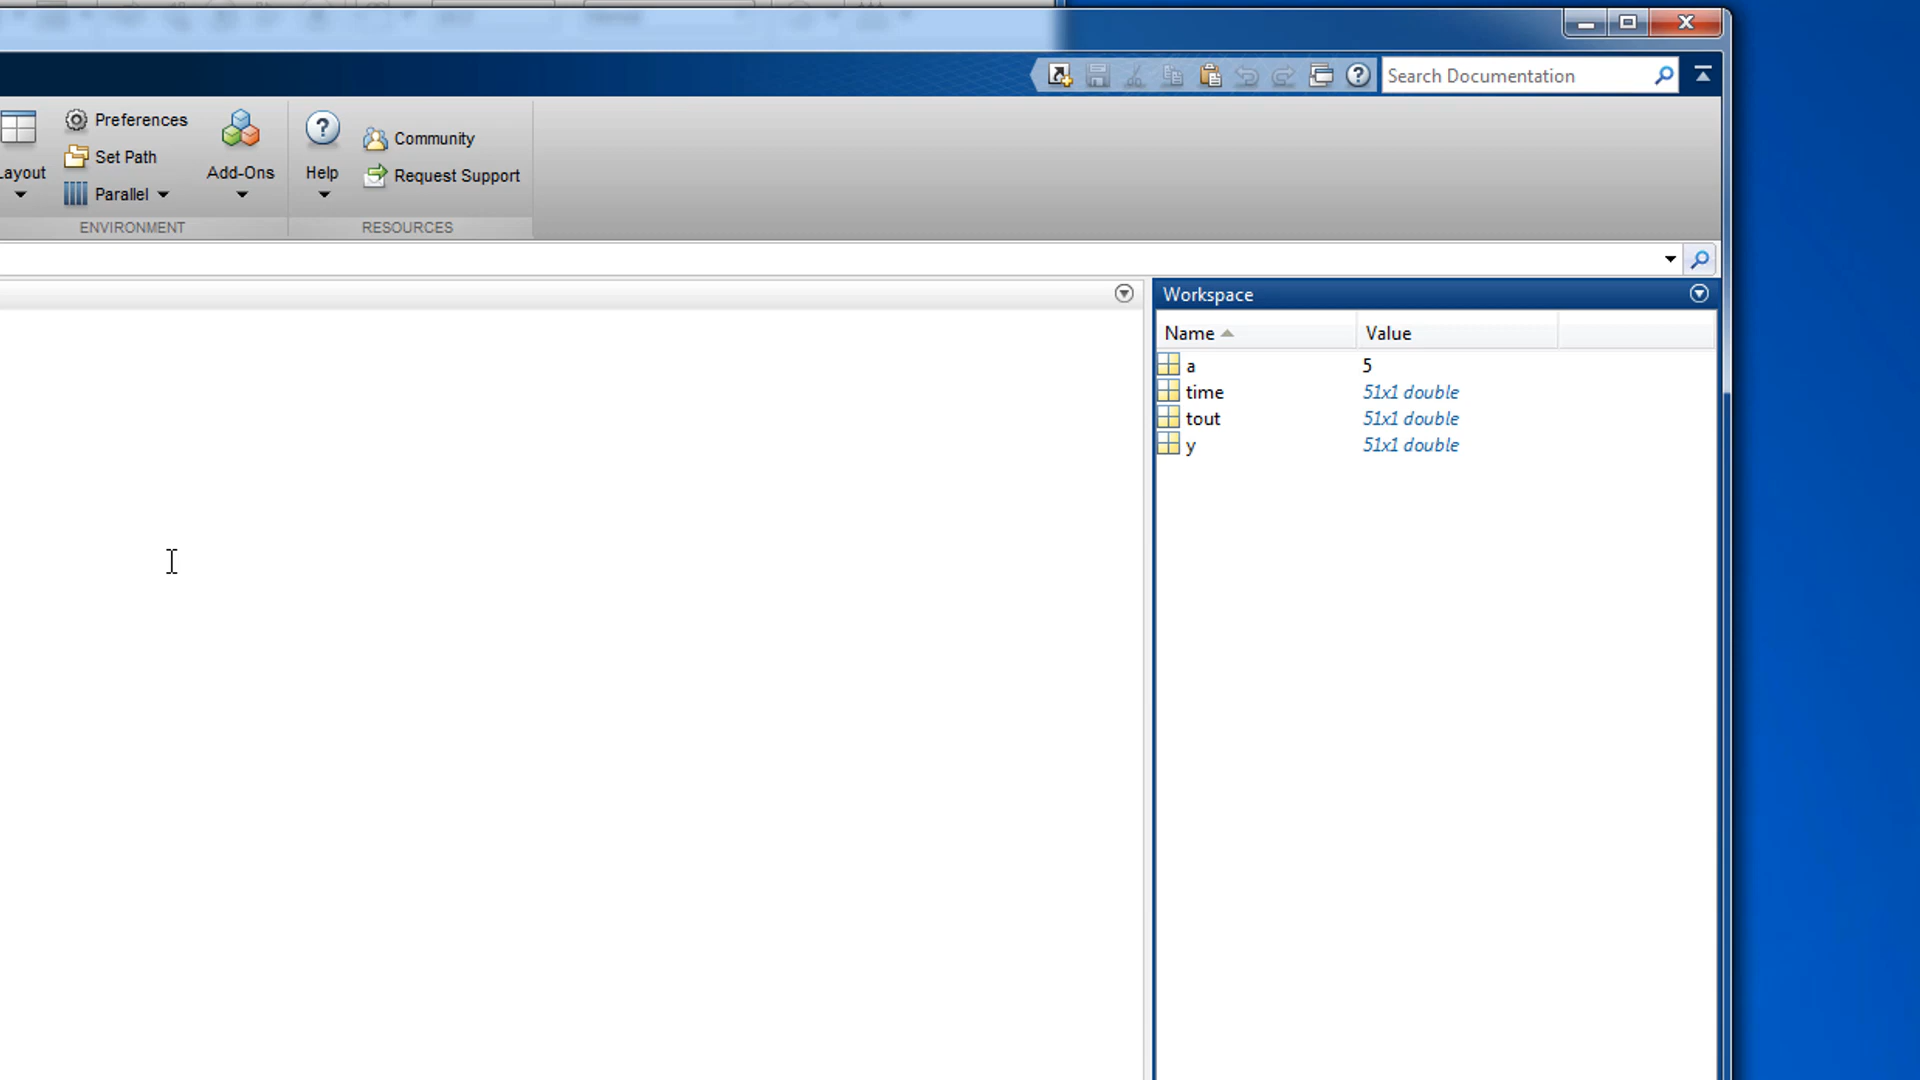 Search Documentation
Preferences
Community
Set Path
Layout
Add-Ons
Help
Request Support
Parallel
ENVIRONMENT
RESOURCES
Workspace
Name
Value
a
5
time
51x1 double
tout
51x1 double
y
51x1 double